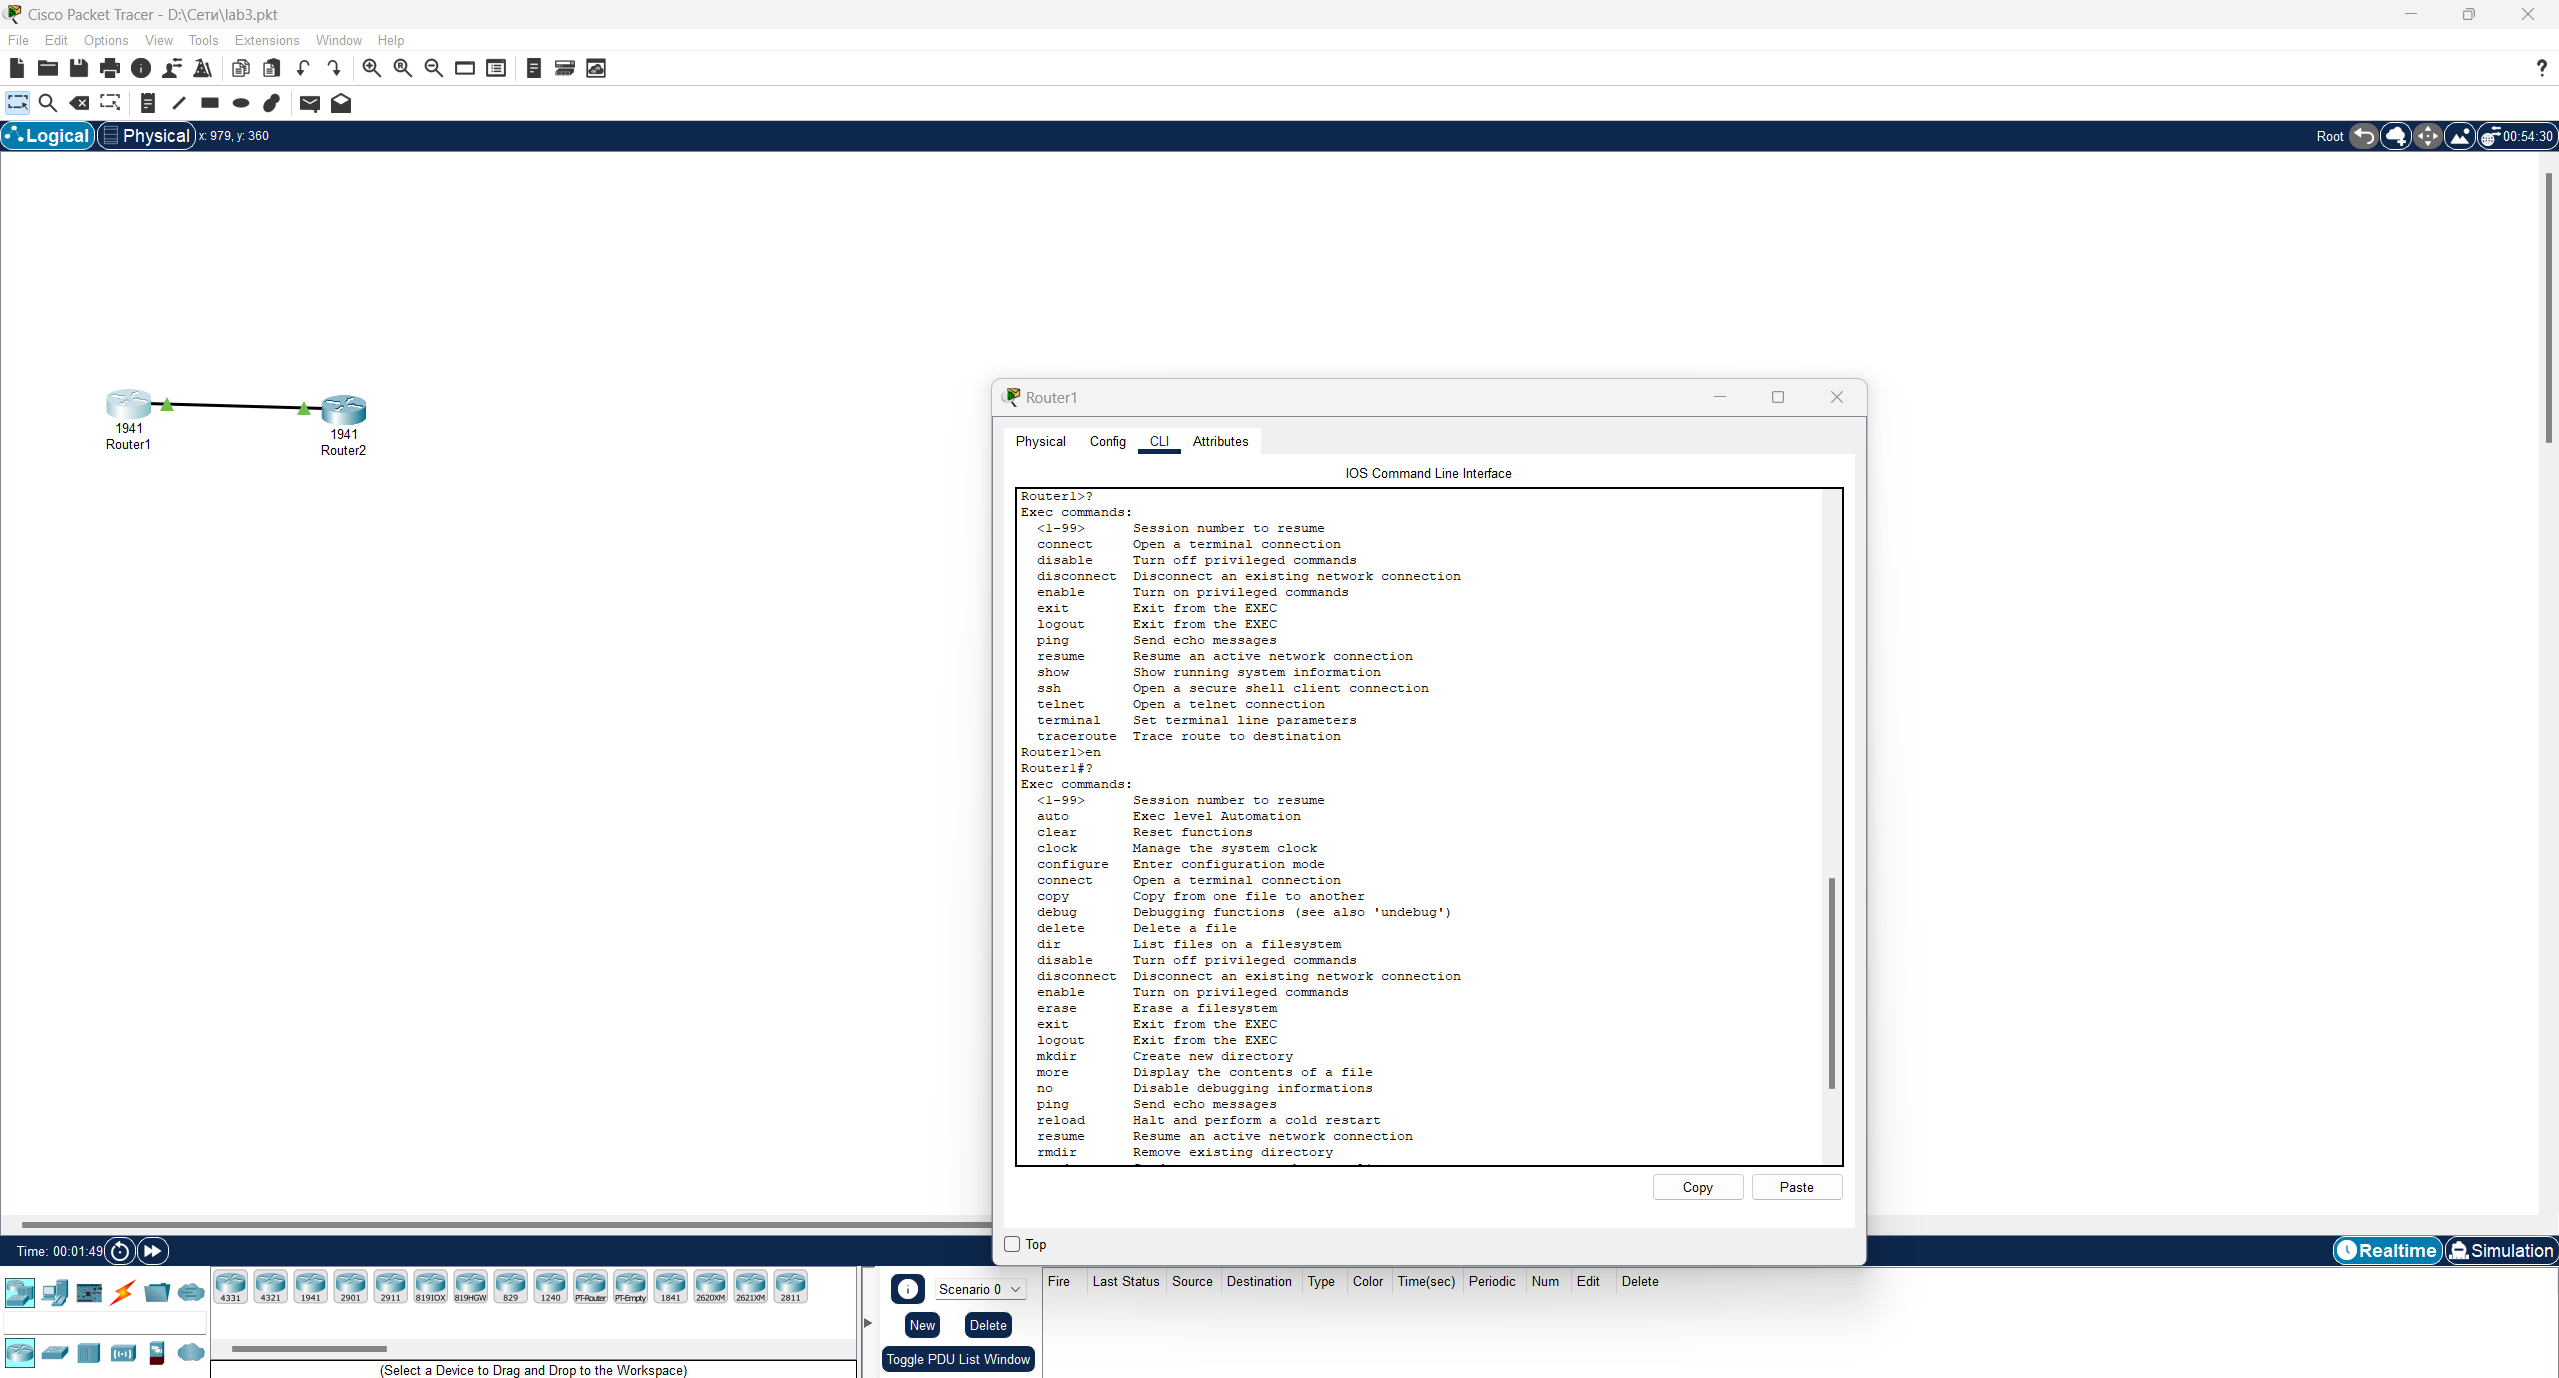 Cisco Packet Tracer - D:\Сети\lab3.pkt
File Edit Options View Tools Extensions Window Help
Logical Physical x: 979, y: 360 Root 00:54:30
1941
Router1
1941
Router2
Router1
Physical Config CLI Attributes
IOS Command Line Interface
Router1>?
Exec commands:
<1-99> Session number to resume
connect Open a terminal connection
disable Turn off privileged commands
disconnect Disconnect an existing network connection
enable Turn on privileged commands
exit Exit from the EXEC
logout Exit from the EXEC
ping Send echo messages
resume Resume an active network connection
show Show running system information
ssh Open a secure shell client connection
telnet Open a telnet connection
terminal Set terminal line parameters
traceroute Trace route to destination
Router1>en
Router1#?
Exec commands:
<1-99> Session number to resume
auto Exec level Automation
clear Reset functions
clock Manage the system clock
configure Enter configuration mode
connect Open a terminal connection
copy Copy from one file to another
debug Debugging functions (see also 'undebug')
delete Delete a file
dir List files on a filesystem
disable Turn off privileged commands
disconnect Disconnect an existing network connection
enable Turn on privileged commands
erase Erase a filesystem
exit Exit from the EXEC
logout Exit from the EXEC
mkdir Create new directory
more Display the contents of a file
no Disable debugging informations
ping Send echo messages
reload Halt and perform a cold restart
resume Resume an active network connection
rmdir Remove existing directory
Copy Paste
Top
Time: 00:01:49 Realtime Simulation
4331 4321 1941 2901 2911 819IOX 819HGW 829 1240 PT-Router PT-Empty 1841 2620XM 2621XM 2811
(Select a Device to Drag and Drop to the Workspace)
Scenario 0
New Delete
Toggle PDU List Window
Fire Last Status Source Destination Type Color Time(sec) Periodic Num Edit Delete